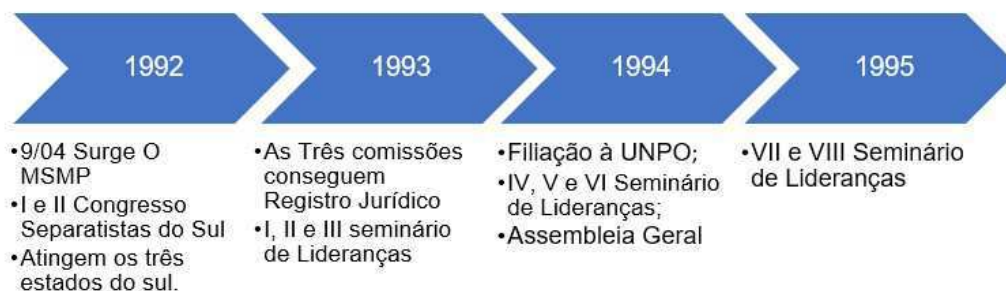 1992
•9/04 Surge O
MSMP
•I e II Congresso
Separatistas do Sul
•Atingem os três
estados do sul.
1993
•As Três comissões
conseguem
Registro Jurídico
•I, II e III seminário
de Lideranças
1994
•Filiação à UNPO;
•IV, V e VI Seminário
de Lideranças;
•Assembleia Geral
1995
•VII e VIII Seminário
de Lideranças